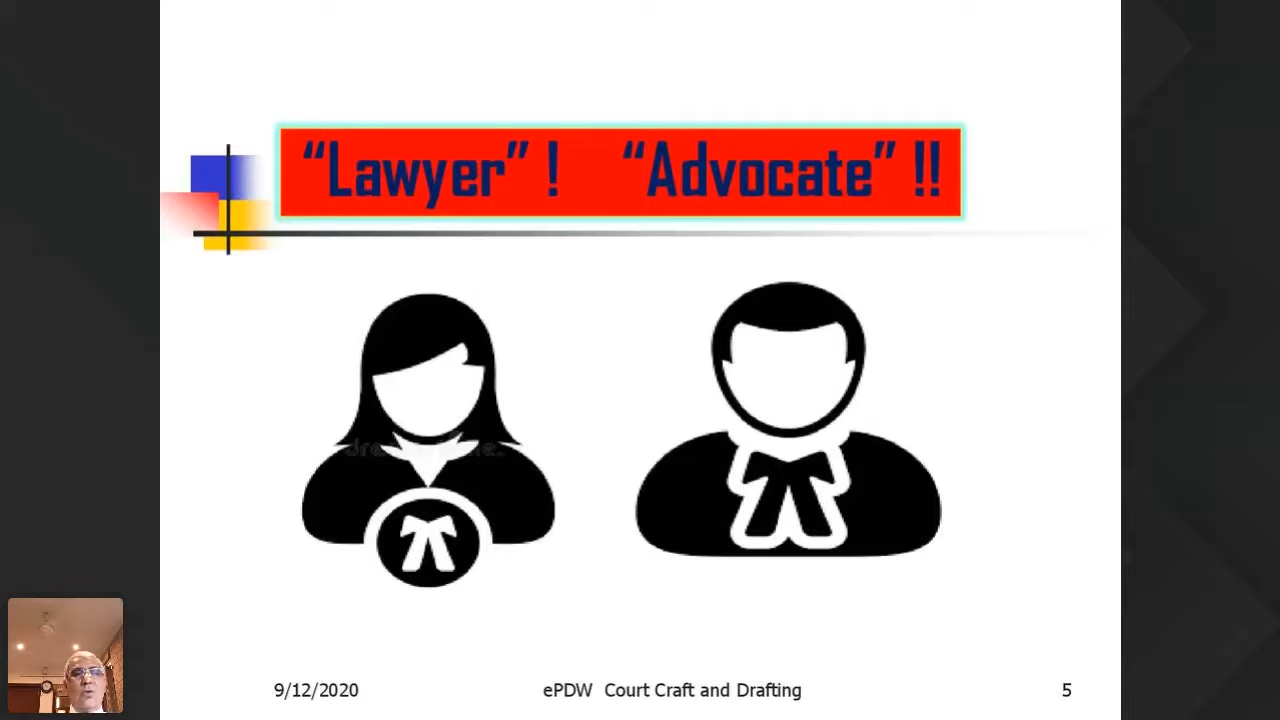 “Lawyer” ! “Advocate” !!
9/12/2020 ePDW Court Craft and Drafting 5